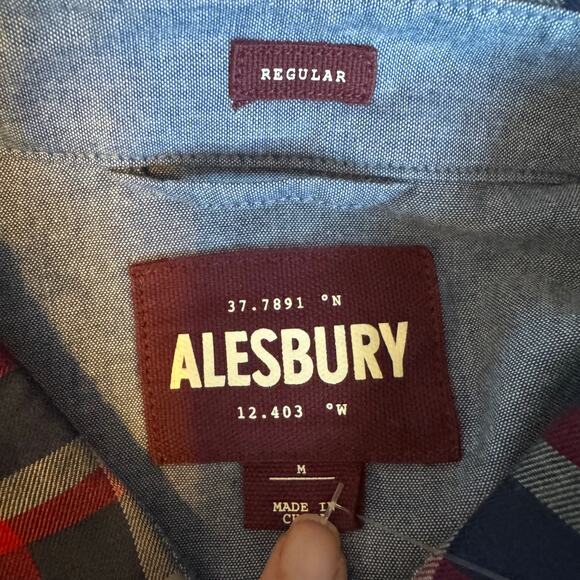 REGULAR
37.7891 °N
ALESBURY
12.403 °W
M
MADE IN